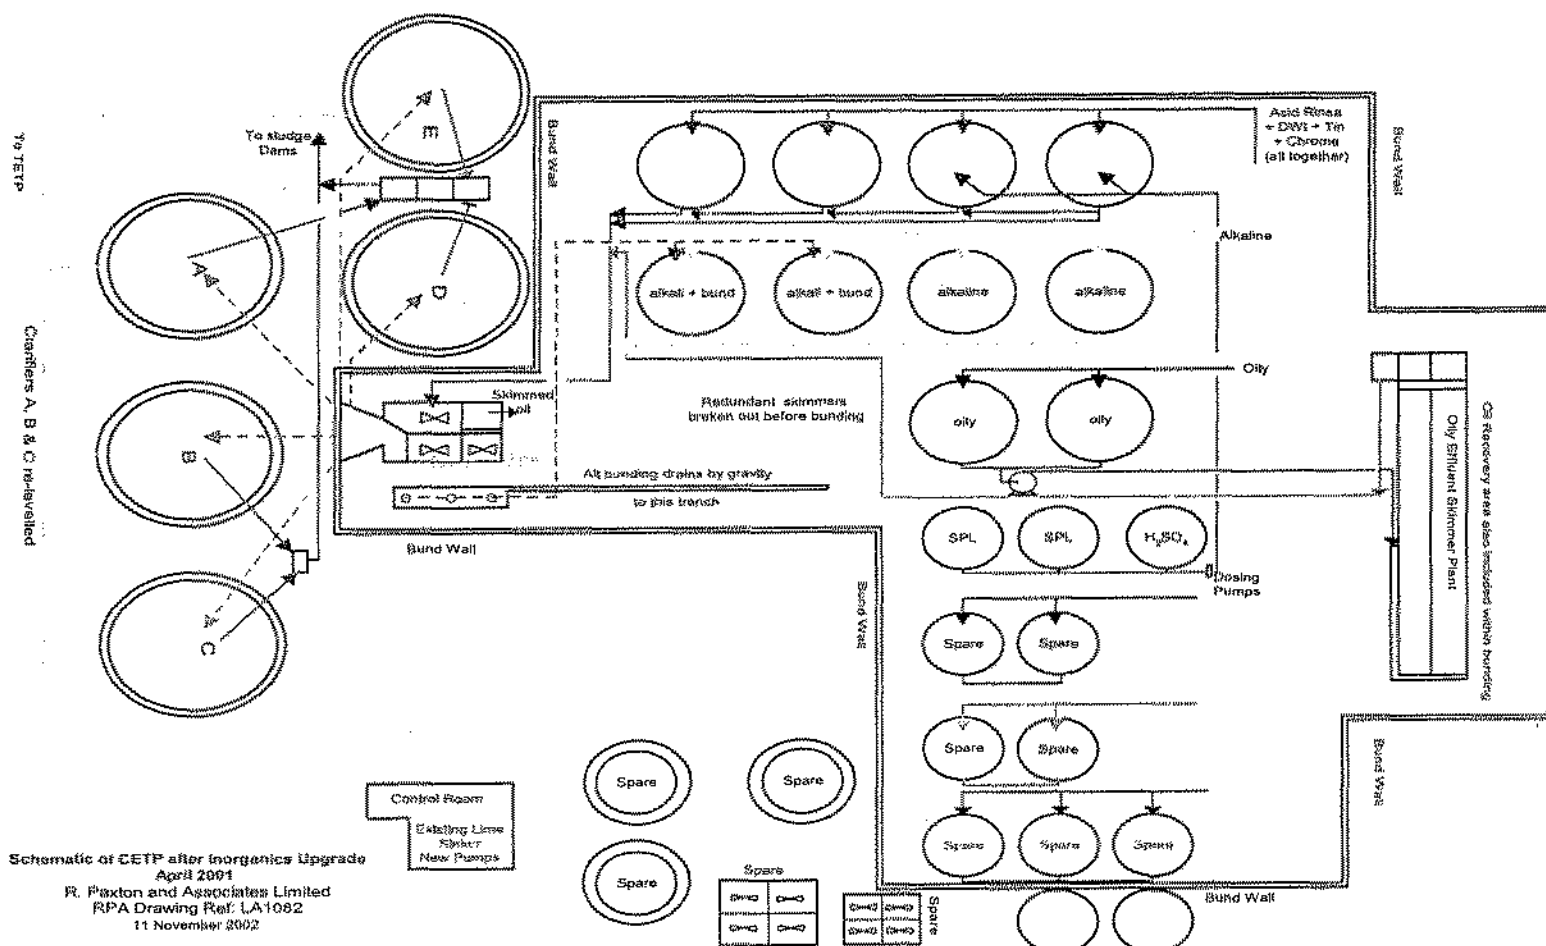 To TETP
Clarifiers A, B & C re-levelled
To sludge
Dams
E
A
D
B
C
Bund Wall
Acid Rinse
+ DWI + Tin
+ Chrome
(all together)
Bund Wall
Alkaline
alkali + bund
alkali + bund
alkaline
alkaline
Skimmed
oil
Redundant skimmers
broken out before bunding
Oily
oily
oily
All bunding drains by gravity
to this trench
Bund Wall
SPL
SPL
H₂SO₄
Dosing
Pumps
Oily Effluent Skimmer Plant
Recovery area also included within bunding
Bund Wall
Spare
Spare
Spare
Spare
Bund Wall
Spare
Spare
Spare
Spare
Spare
Spare
Bund Wall
Spare
Spare
Control Room
Existing Lime
New Pumps
Schematic of CETP after Inorganics Upgrade
April 2001
R. Paxton and Associates Limited
RPA Drawing Ref: LA1082
11 November 2002